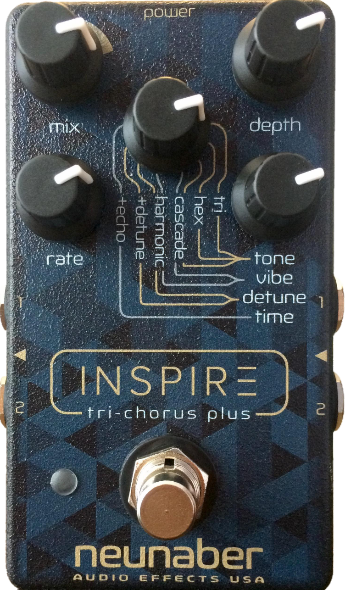 power
mix
depth
rate
+echo
+detune
harmonic
cascade
hex
tri
tone
vibe
detune
time
1
1
2
2
INSPIRE
tri-chorus plus
neunaber
AUDIO EFFECTS USA